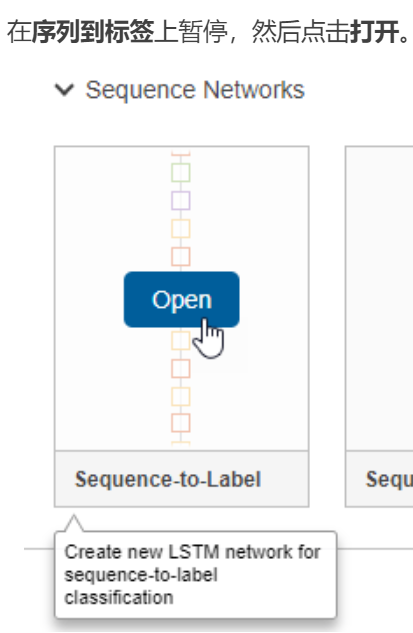 在序列到标签上暂停，然后点击打开。
Sequence Networks
Open
Sequence-to-Label
Sequ
Create new LSTM network for
sequence-to-label
classification